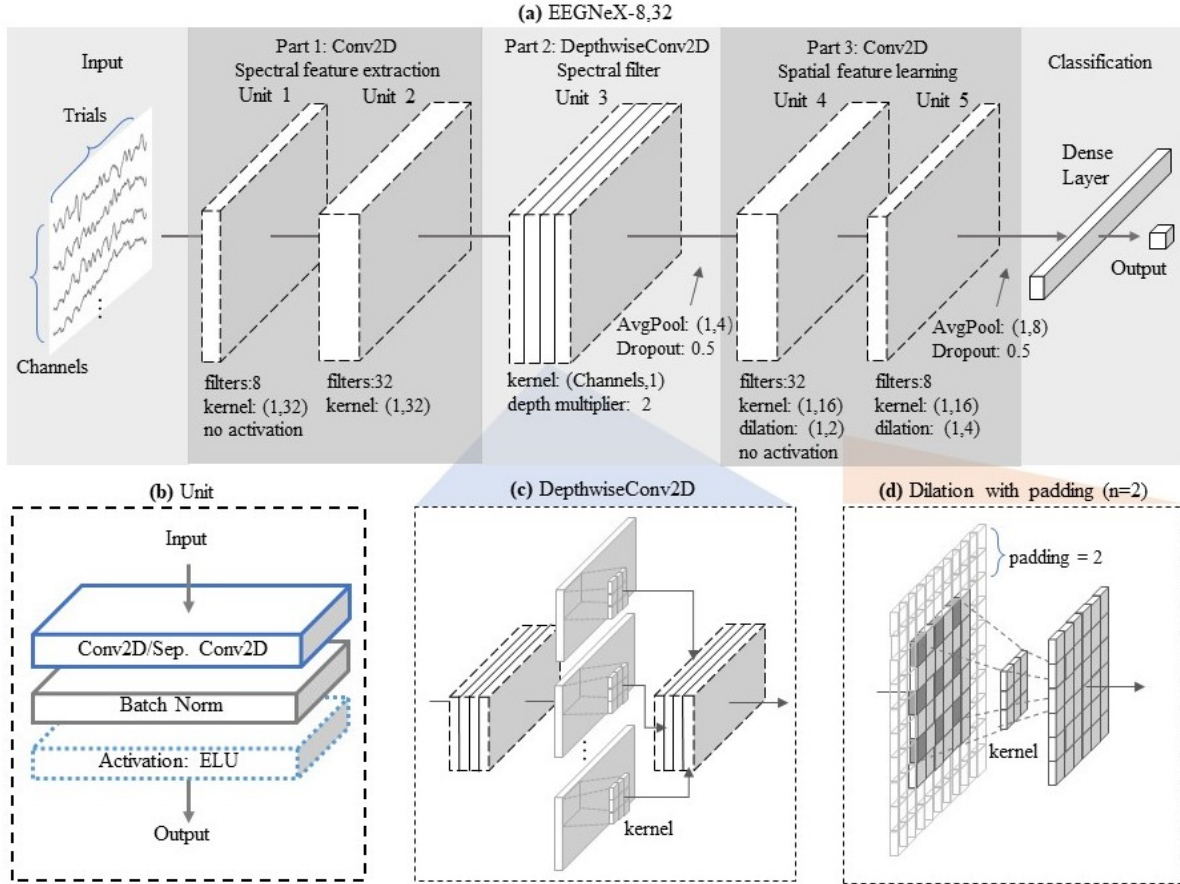 (a) EEGNeX-8,32
Input
Trials
Channels
Part 1: Conv2D
Spectral feature extraction
Unit 1
Unit 2
filters:8
kernel: (1,32)
no activation
filters:32
kernel: (1,32)
Part 2: DepthwiseConv2D
Spectral filter
Unit 3
kernel: (Channels,1)
depth multiplier: 2
AvgPool: (1,4)
Dropout: 0.5
Part 3: Conv2D
Spatial feature learning
Unit 4
Unit 5
filters:32
kernel: (1,16)
dilation: (1,2)
no activation
filters:8
kernel: (1,16)
dilation: (1,4)
AvgPool: (1,8)
Dropout: 0.5
Classification
Dense
Layer
Output
(b) Unit
Input
Conv2D/Sep. Conv2D
Batch Norm
Activation: ELU
Output
(c) DepthwiseConv2D
kernel
(d) Dilation with padding (n=2)
padding = 2
kernel